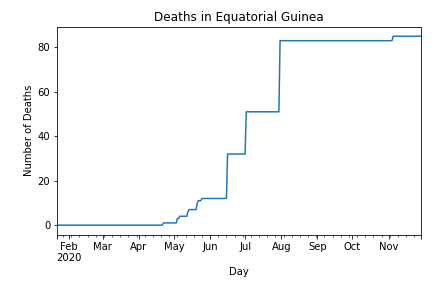 Deaths in Equatorial Guinea
Number of Deaths
80
60
40
20
0
Feb Mar Apr May Jun Jul Aug Sep Oct Nov
2020
Day